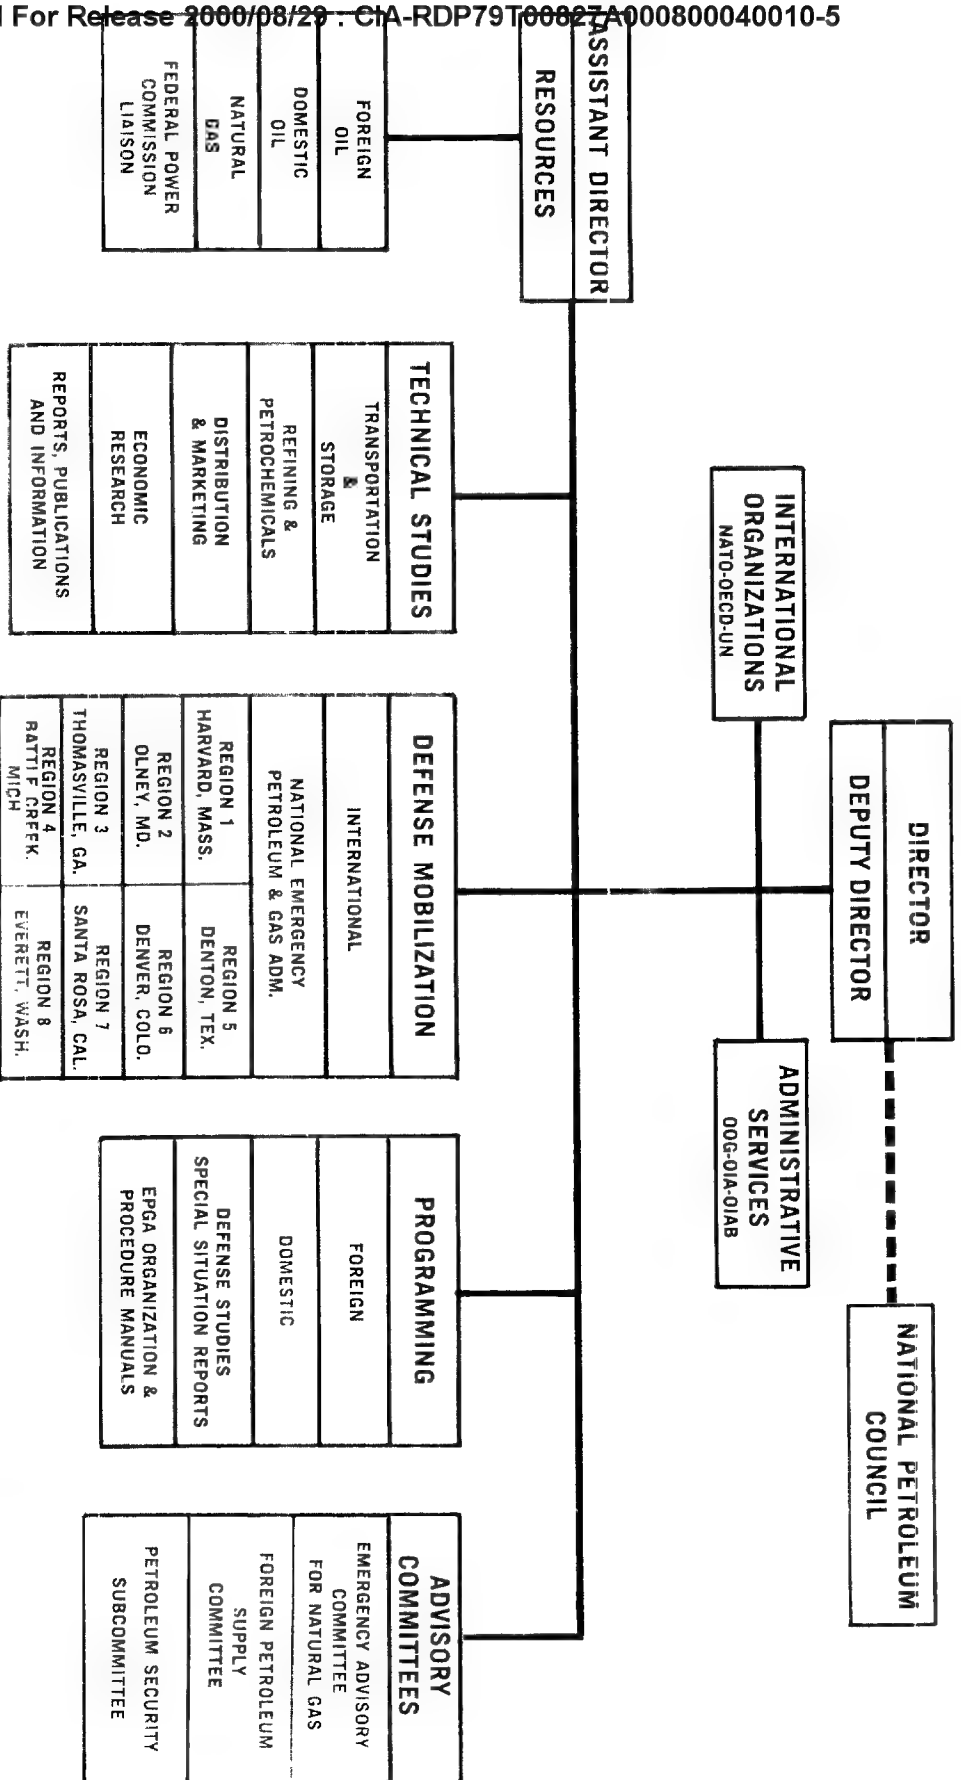 l For Release 2000/08/29 : CIA-RDP79T00827A000800040010-5
DIRECTOR
DEPUTY DIRECTOR
NATIONAL PETROLEUM
COUNCIL
INTERNATIONAL
ORGANIZATIONS
NATO-OECD-UN
ADMINISTRATIVE
SERVICES
OOG-OIA-OIAB
ASSISTANT DIRECTOR
RESOURCES
FOREIGN
OIL
DOMESTIC
OIL
NATURAL
GAS
FEDERAL POWER
COMMISSION
LIAISON
TECHNICAL STUDIES
TRANSPORTATION
&
STORAGE
REFINING &
PETROCHEMICALS
DISTRIBUTION
& MARKETING
ECONOMIC
RESEARCH
REPORTS, PUBLICATIONS
AND INFORMATION
DEFENSE MOBILIZATION
INTERNATIONAL
NATIONAL EMERGENCY
PETROLEUM & GAS ADM.
REGION 1
HARVARD, MASS.
REGION 5
DENTON, TEX.
REGION 2
OLNEY, MD.
REGION 6
DENVER, COLO.
REGION 3
THOMASVILLE, GA.
REGION 7
SANTA ROSA, CAL.
REGION 4
BATTLE CREEK,
MICH
REGION 8
EVERETT, WASH.
PROGRAMMING
FOREIGN
DOMESTIC
DEFENSE STUDIES
SPECIAL SITUATION REPORTS
EPGA ORGANIZATION &
PROCEDURE MANUALS
ADVISORY
COMMITTEES
EMERGENCY ADVISORY
COMMITTEE
FOR NATURAL GAS
FOREIGN PETROLEUM
SUPPLY
COMMITTEE
PETROLEUM SECURITY
SUBCOMMITTEE